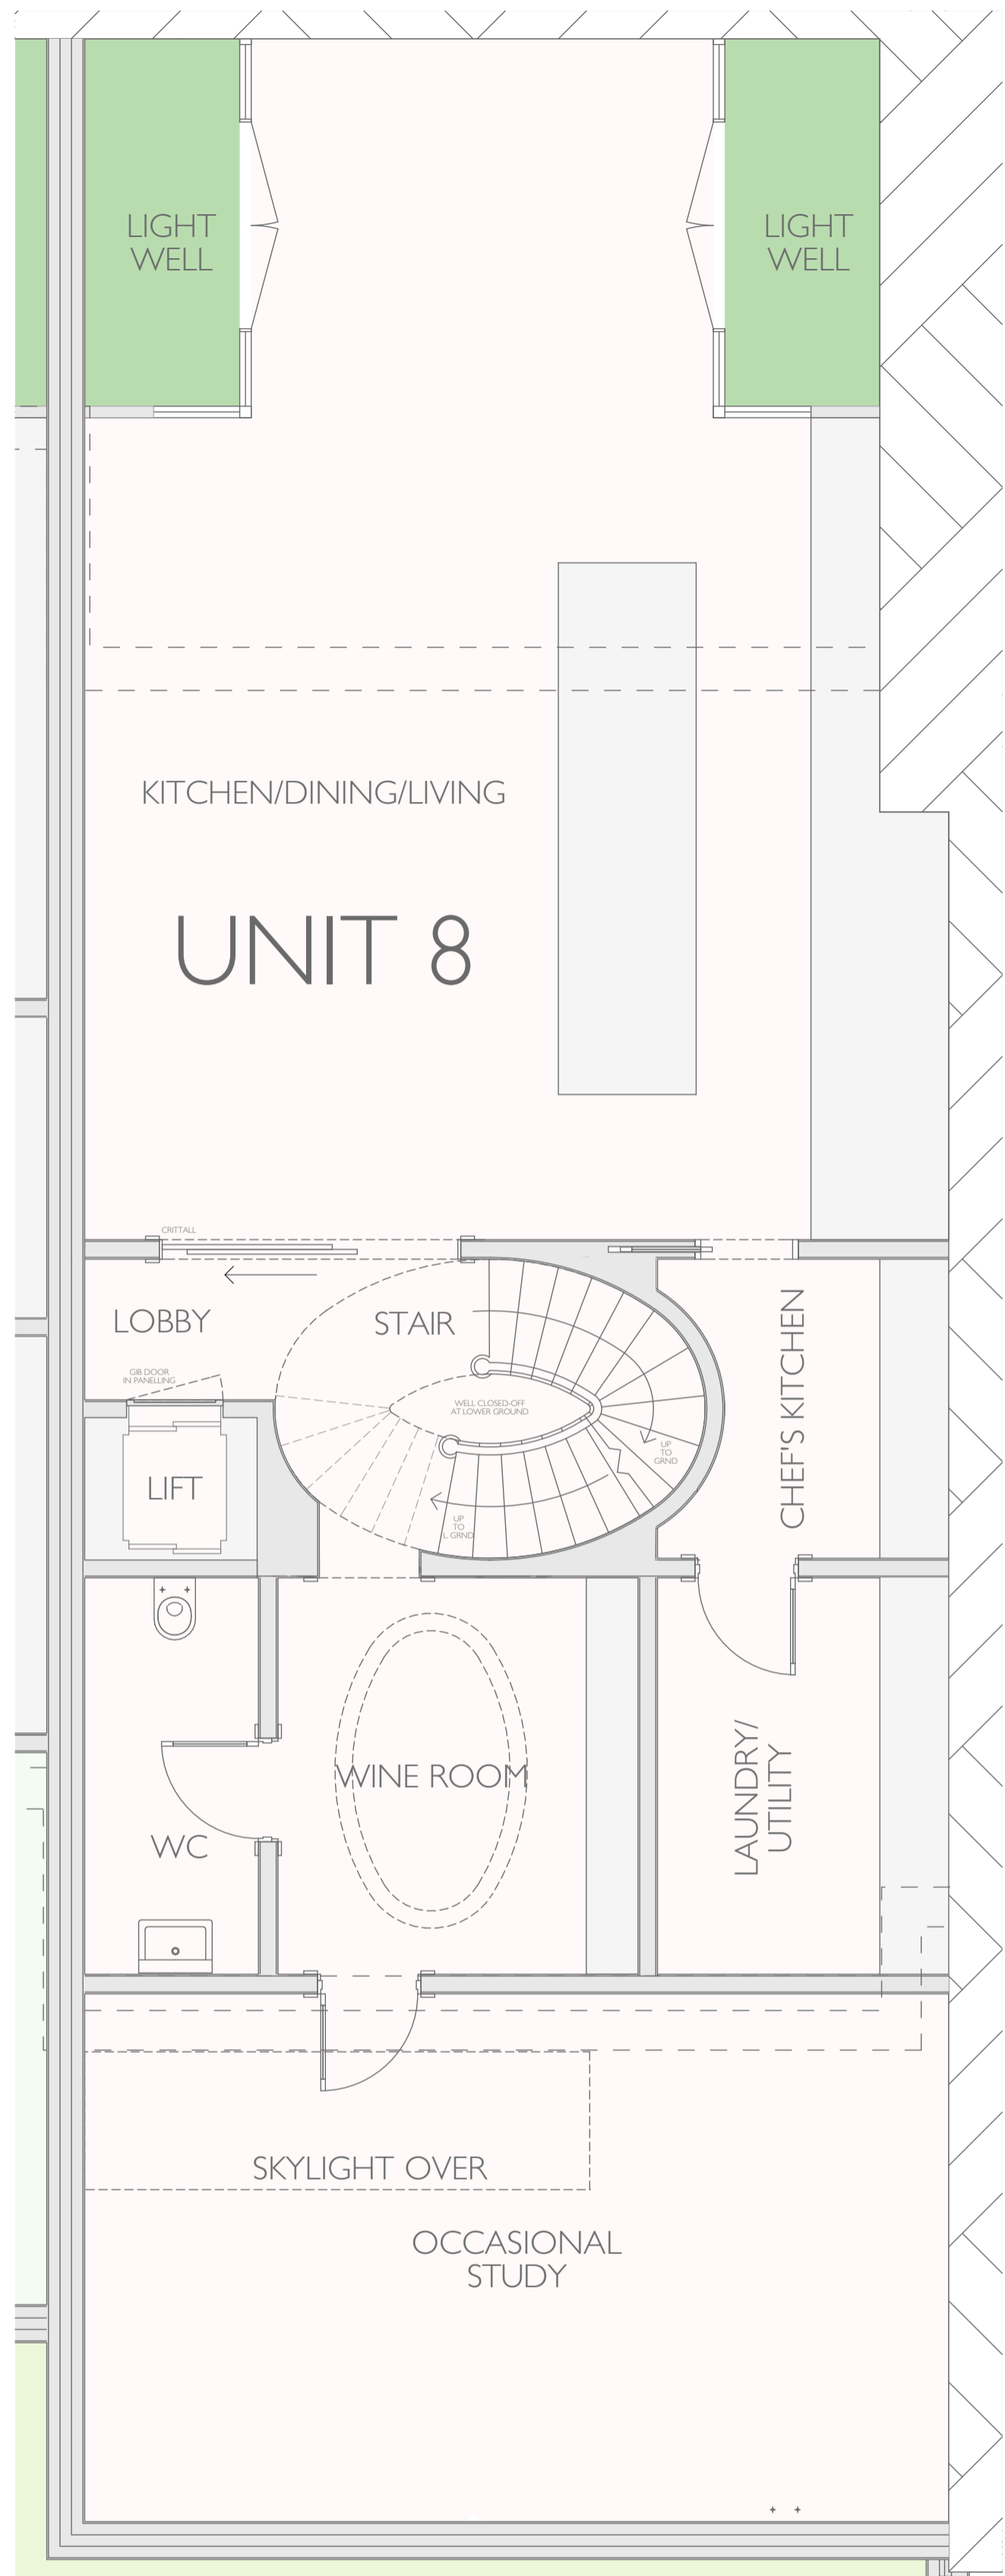 LIGHT
WELL
LIGHT
WELL
KITCHEN/DINING/LIVING
UNIT 8
CRITTALL
LOBBY
STAIR
GIB DOOR
IN PANELLING
WELL CLOSED-OFF
AT LOWER GROUND
UP
TO
GRND
CHEF'S KITCHEN
LIFT
UP
TO
L GRND
WINE ROOM
WC
LAUNDRY/
UTILITY
SKYLIGHT OVER
OCCASIONAL
STUDY